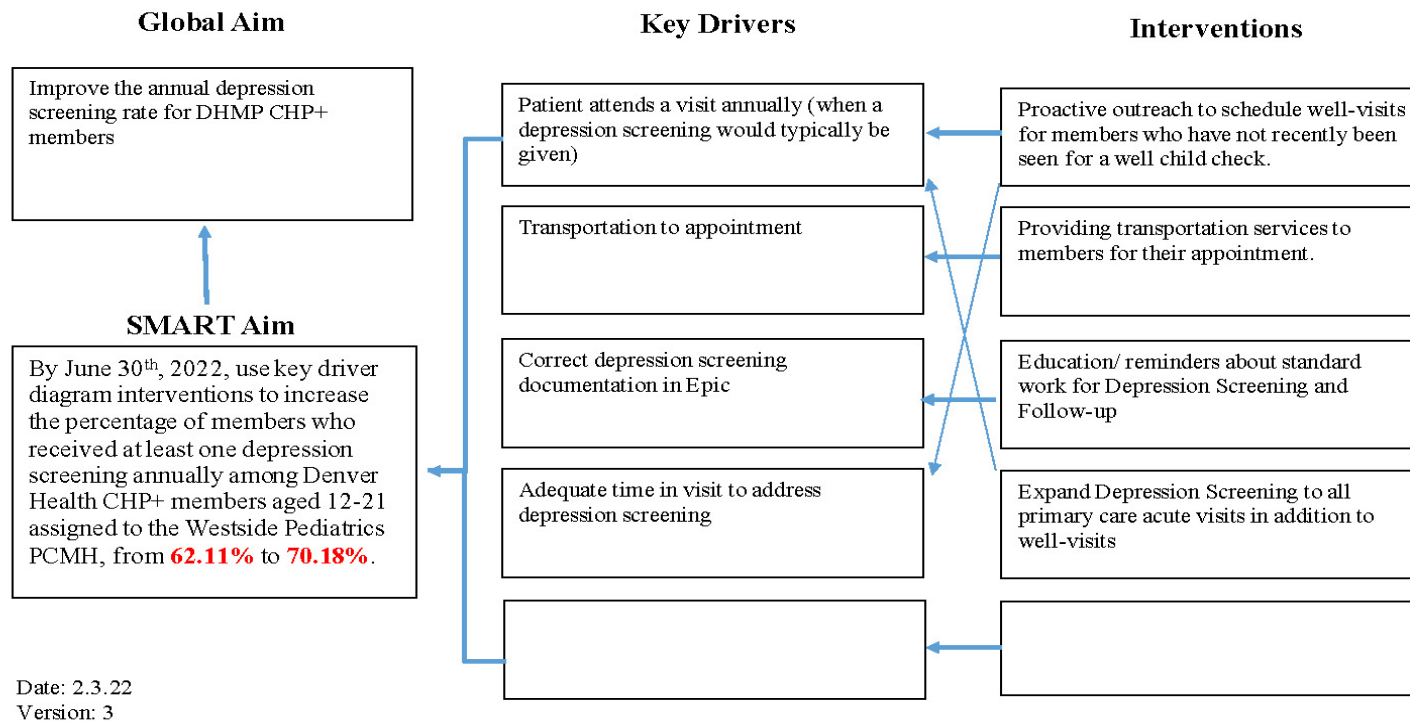 Global Aim
Improve the annual depression
screening rate for DHMP CHP+
members
SMART Aim
By June 30th, 2022, use key driver
diagram interventions to increase
the percentage of members who
received at least one depression
screening annually among Denver
Health CHP+ members aged 12-21
assigned to the Westside Pediatrics
PCMH, from 62.11% to 70.18%.
Key Drivers
Patient attends a visit annually (when a
depression screening would typically be
given)
Transportation to appointment
Correct depression screening
documentation in Epic
Adequate time in visit to address
depression screening
Interventions
Proactive outreach to schedule well-visits
for members who have not recently been
seen for a well child check.
Providing transportation services to
members for their appointment.
Education/ reminders about standard
work for Depression Screening and
Follow-up
Expand Depression Screening to all
primary care acute visits in addition to
well-visits
Date: 2.3.22
Version: 3